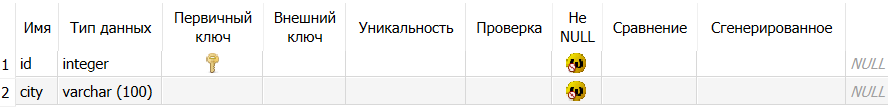 Имя Тип данных Первичный ключ Внешний ключ Уникальность Проверка Не NULL Сравнение Сгенерированное
1 id integer NULL
2 city varchar (100) NULL